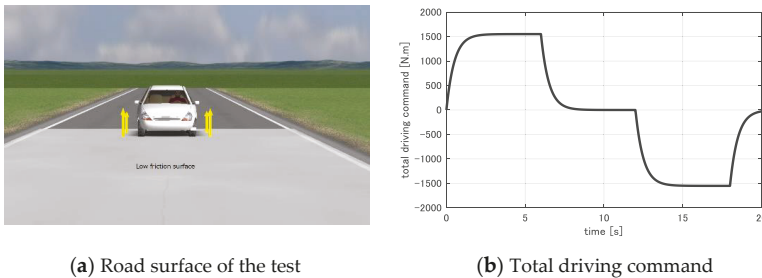 Low friction surface
2000
1500
1000
500
0
-500
-1000
-1500
-2000
total driving command [N.m]
0
5
10
15
2
time [s]
(a) Road surface of the test
(b) Total driving command